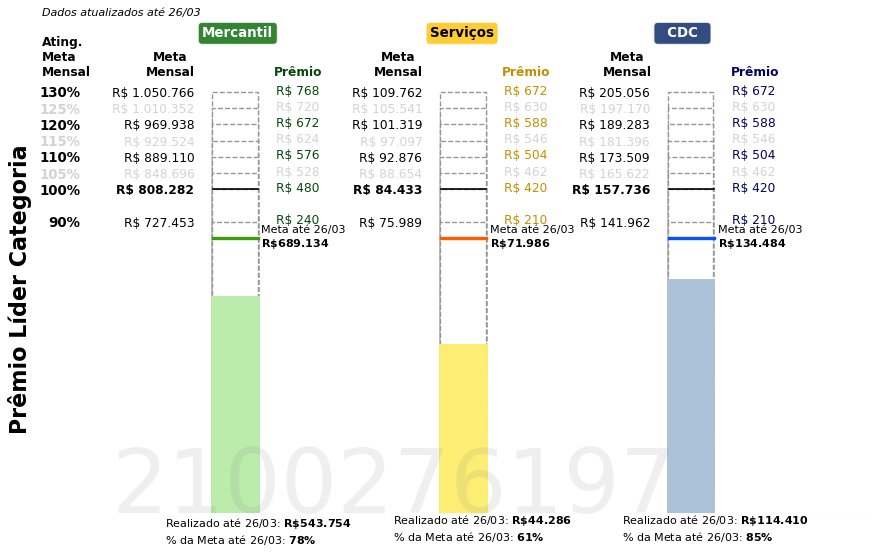 Dados atualizados até 26/03
Mercantil Serviços CDC
Ating. Meta Mensal Meta Mensal Prêmio Meta Mensal Prêmio Meta Mensal Prêmio
130% R$ 1.050.766 R$ 768 R$ 109.762 R$ 672 R$ 205.056 R$ 672
125% R$ 1.010.352 R$ 720 R$ 105.541 R$ 630 R$ 197.170 R$ 630
120% R$ 969.938 R$ 672 R$ 101.319 R$ 588 R$ 189.283 R$ 588
115% R$ 929.524 R$ 624 R$ 97.097 R$ 546 R$ 181.396 R$ 546
110% R$ 889.110 R$ 576 R$ 92.876 R$ 504 R$ 173.509 R$ 504
105% R$ 848.696 R$ 528 R$ 88.654 R$ 462 R$ 165.622 R$ 462
100% R$ 808.282 R$ 480 R$ 84.433 R$ 420 R$ 157.736 R$ 420
90% R$ 727.453 R$ 240 R$ 75.989 R$ 210 R$ 141.962 R$ 210
Meta até 26/03 Meta até 26/03 Meta até 26/03
R$689.134 R$71.986 R$134.484
Prêmio Líder Categoria
2100276197
Realizado até 26/03: R$543.754 Realizado até 26/03: R$44.286 Realizado até 26/03: R$114.410
% da Meta até 26/03: 78% % da Meta até 26/03: 61% % da Meta até 26/03: 85%